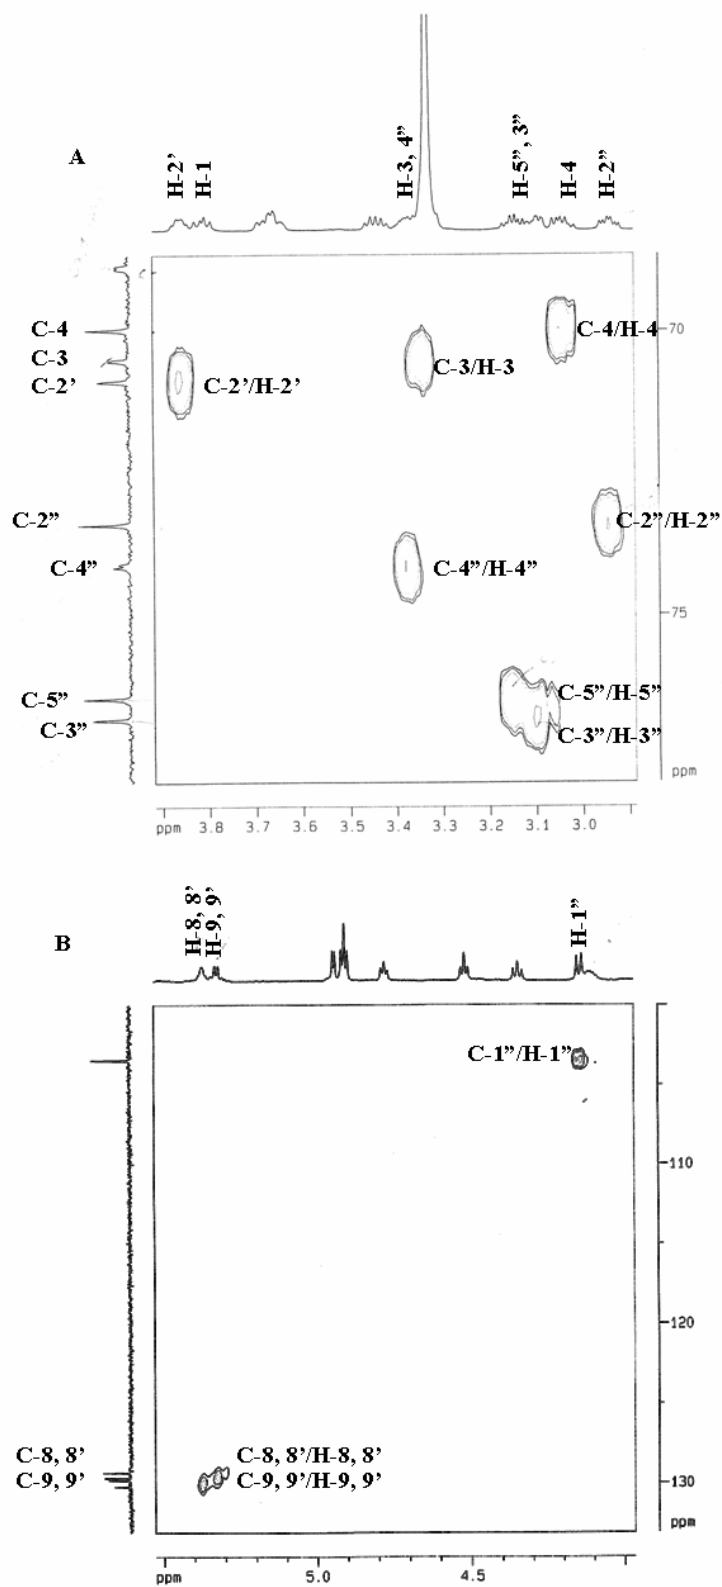 A
H-2’
H-1
H-3, 4”
H-5”, 3”
H-4
H-2”
C-4
C-3
C-2’
C-2”
C-4”
C-5”
C-3”
C-4/H-4
C-3/H-3
C-2’/H-2’
C-2”/H-2”
C-4”/H-4”
C-5”/H-5”
C-3”/H-3”
70
75
ppm
ppm 3.8 3.7 3.6 3.5 3.4 3.3 3.2 3.1 3.0
B
H-8, 8’
H-9, 9’
H-1”
C-1”/H-1”
110
120
130
ppm
C-8, 8’
C-9, 9’
C-8, 8’/H-8, 8’
C-9, 9’/H-9, 9’
ppm 5.0 4.5